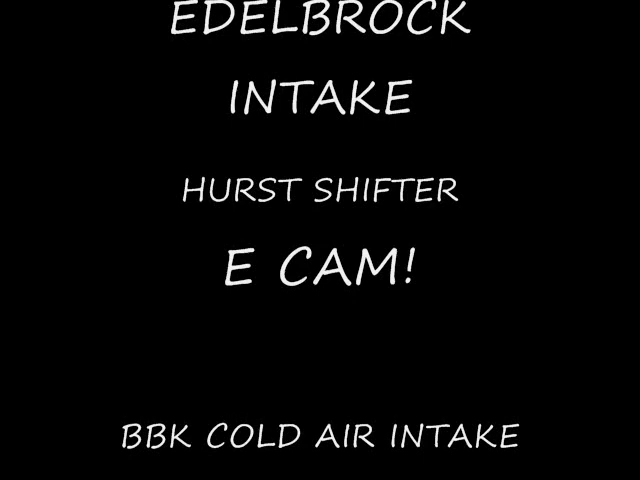 EDELBROCK
INTAKE
HURST SHIFTER
E CAM!
BBK COLD AIR INTAKE